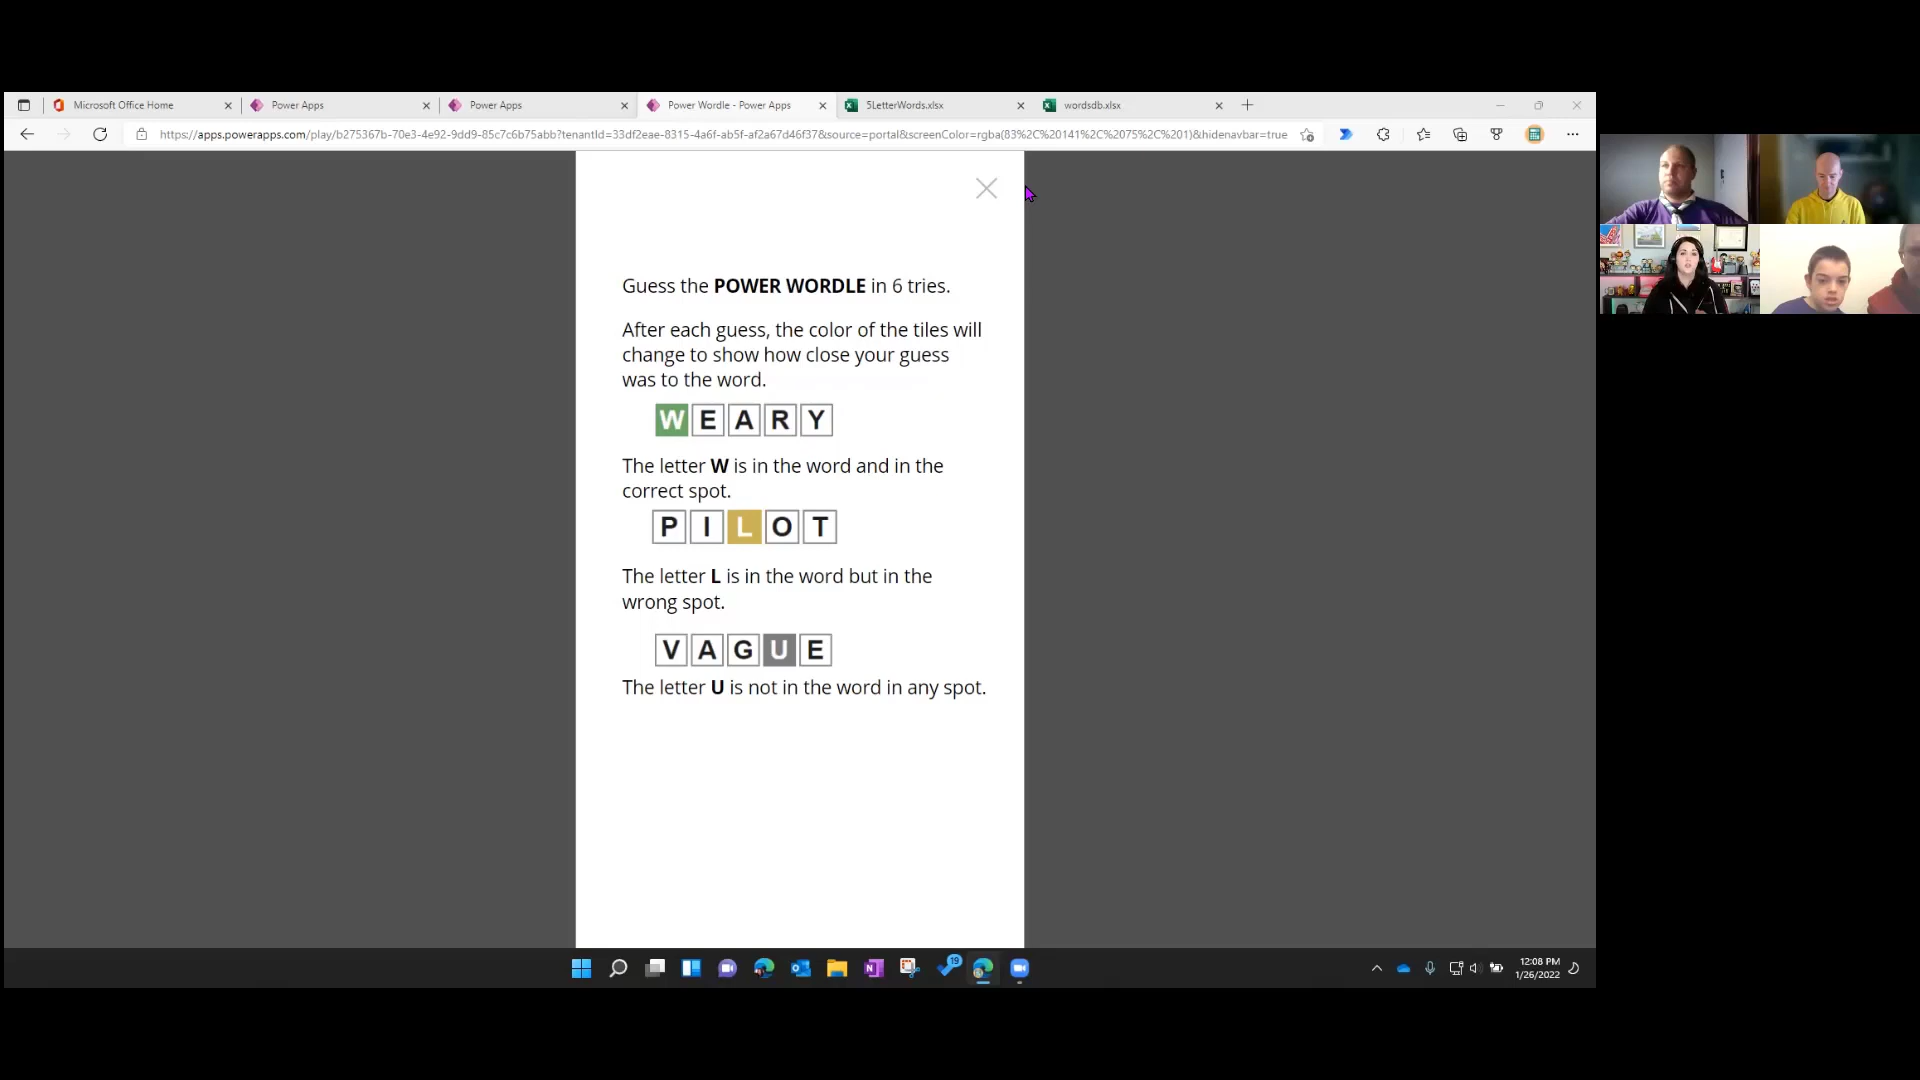 Microsoft Office Home
Power Apps
Power Apps
Power Wordle - Power Apps
5LetterWords.xlsx
wordsdb.xlsx
https://apps.powerapps.com/play/b275367b-70e3-4e92-9dd9-85c7c6b75abb?tenantId=33df2eae-8315-4a6f-ab5f-af2a67d46f37&source=portal&screenColor=rgba(83%2C%20141%2C%2075%2C%201)&hidenavbar=true
Guess the POWER WORDLE in 6 tries.
After each guess, the color of the tiles will
change to show how close your guess
was to the word.
WEARY
The letter W is in the word and in the
correct spot.
PILOT
The letter L is in the word but in the
wrong spot.
VAGUE
The letter U is not in the word in any spot.
19
12:08 PM
1/26/2022